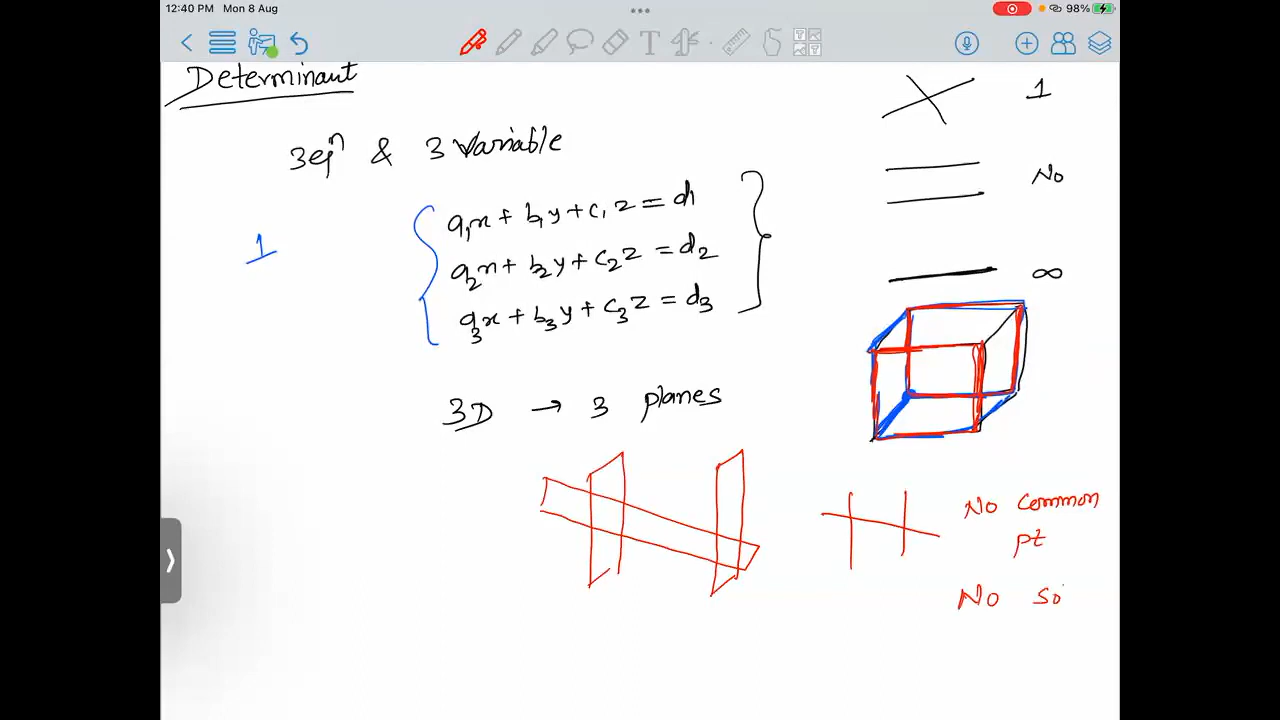 12:40 PM Mon 8 Aug
98%
T
Determinant
3eqⁿ & 3 Variable
1
a₁x + b₁y + c₁z = d₁
a₂x + b₂y + c₂z = d₂
a₃x + b₃y + c₃z = d₃
3D → 3 planes
1
No
∞
No common
pt
No so